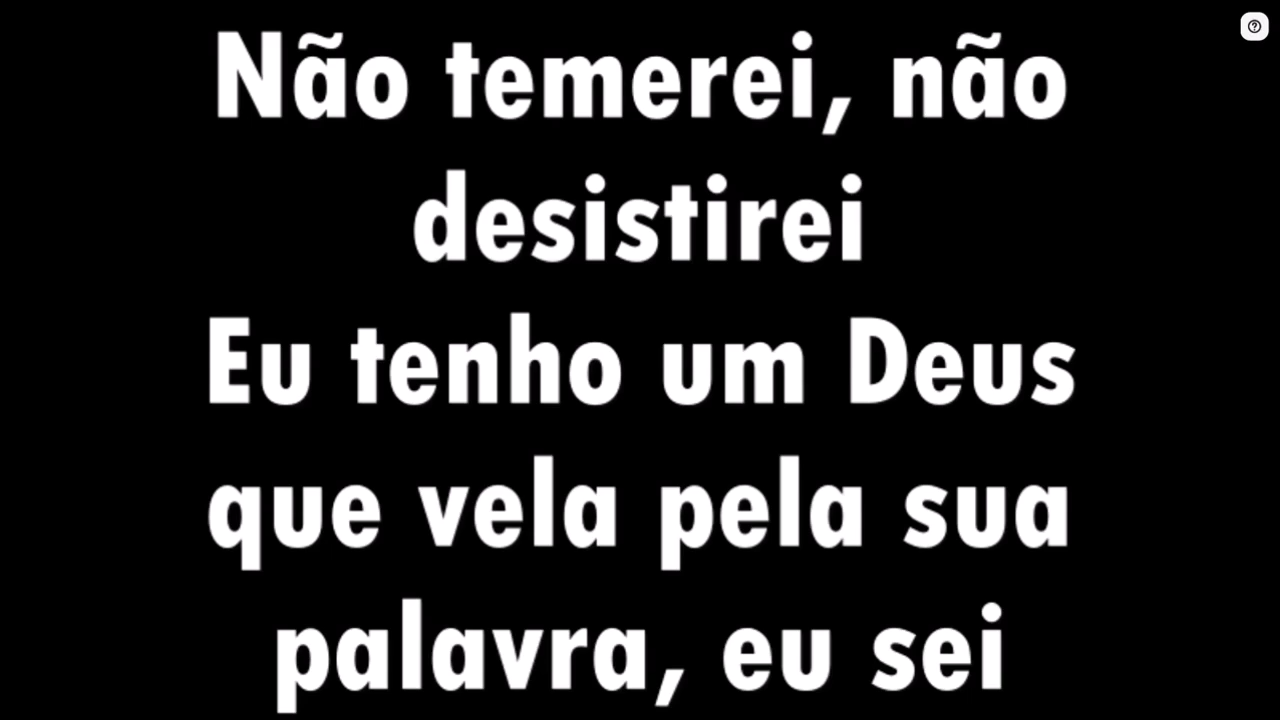 Não temerei, não
desistirei
Eu tenho um Deus
que vela pela sua
palavra, eu sei